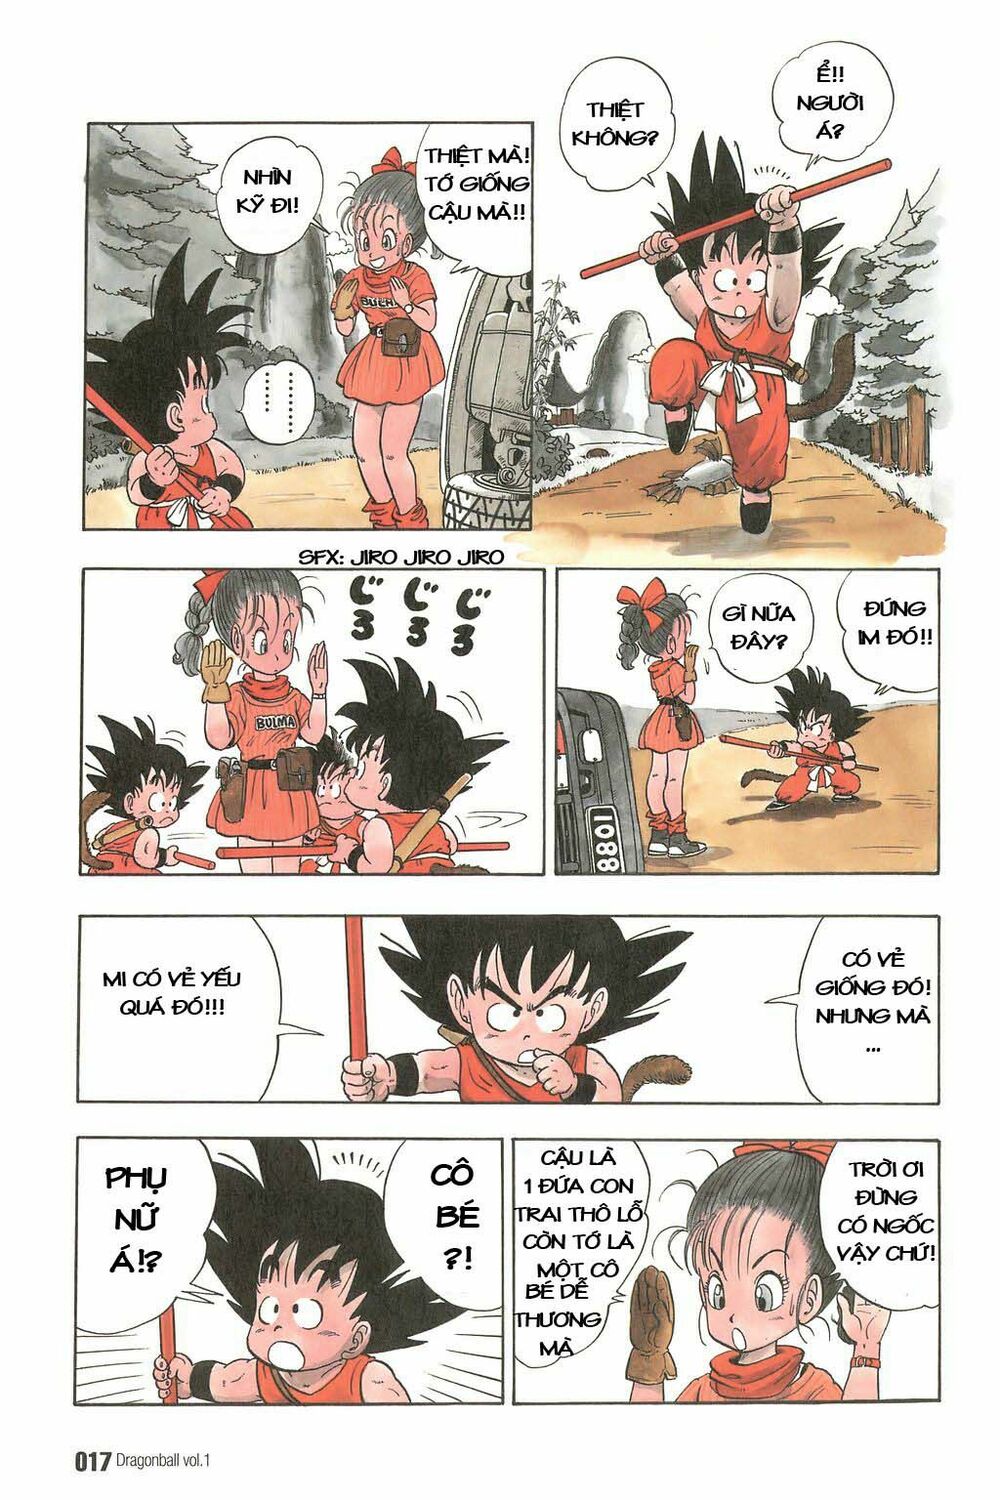 Ể!!
NGƯỜI
Á?
THIỆT
KHÔNG?
THIỆT MÀ!
TỚ GIỐNG
CẬU MÀ!!
NHÌN
KỸ ĐI!
BULMA
SFX: JIRO JIRO JIRO
ĐỨNG
IM ĐÓ!!
GÌ NỮA
ĐÂY?
1088
じろ
じろ
じろ
BULMA
CÓ VẺ
GIỐNG ĐÓ!
NHƯNG MÀ
...
MI CÓ VẺ YẾU
QUÁ ĐÓ!!!
TRỜI ƠI
ĐỪNG
CÓ NGỐC
VẬY CHỨ!
CẬU LÀ
1 ĐỨA CON
TRAI THÔ LỖ
CÒN TỚ LÀ
MỘT CÔ
BÉ DỄ
THƯƠNG
MÀ
CÔ
BÉ
?!
PHỤ
NỮ
Á!?
017 Dragonball vol.1